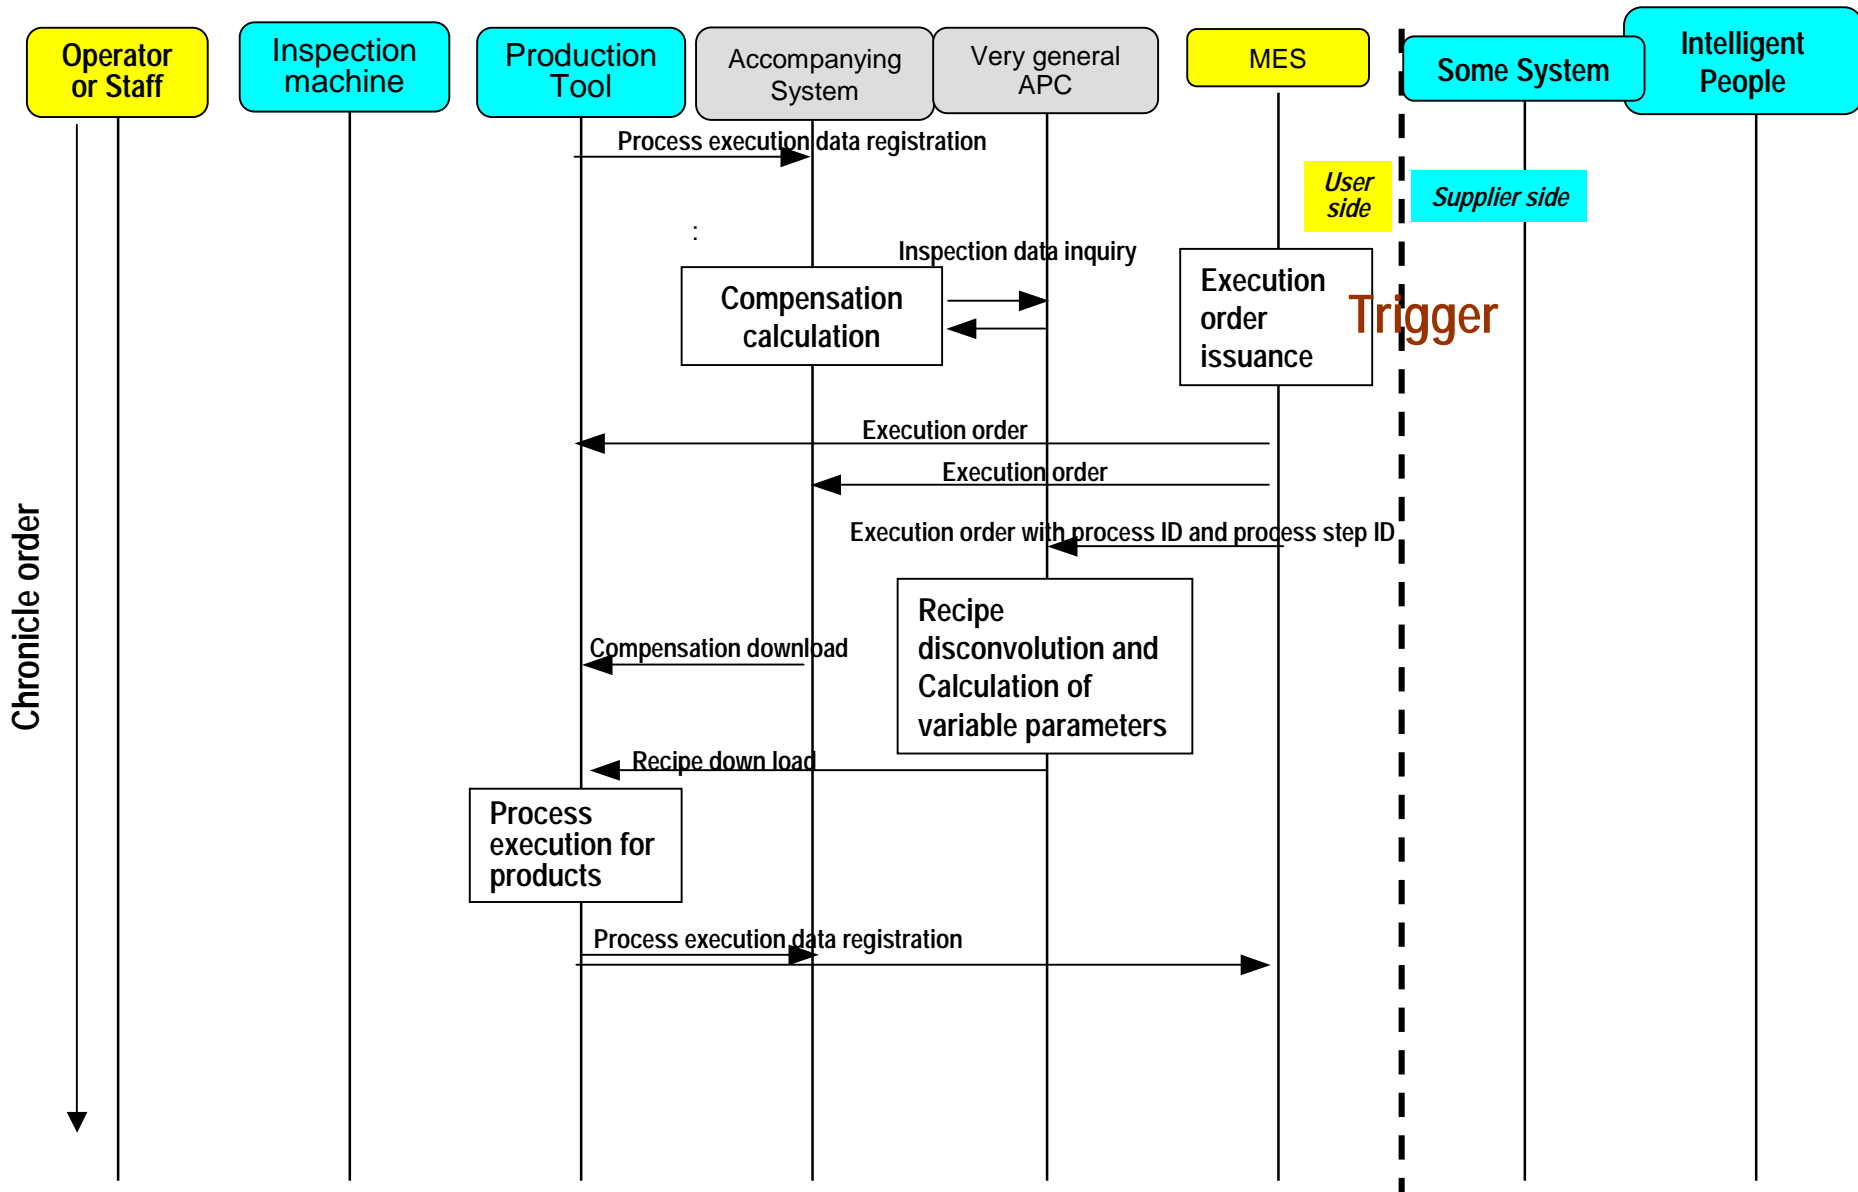 Operator
or Staff
Inspection
machine
Production
Tool
Accompanying
System
Very general
APC
MES
Some System
Intelligent
People
Process execution data registration
User
side
Supplier side
:
Inspection data inquiry
Compensation
calculation
Execution
order
issuance
Trigger
Execution order
Execution order
Execution order with process ID and process step ID
Chronicle order
Recipe
disconvolution and
Calculation of
variable parameters
Compensation download
Recipe down load
Process
execution for
products
Process execution data registration